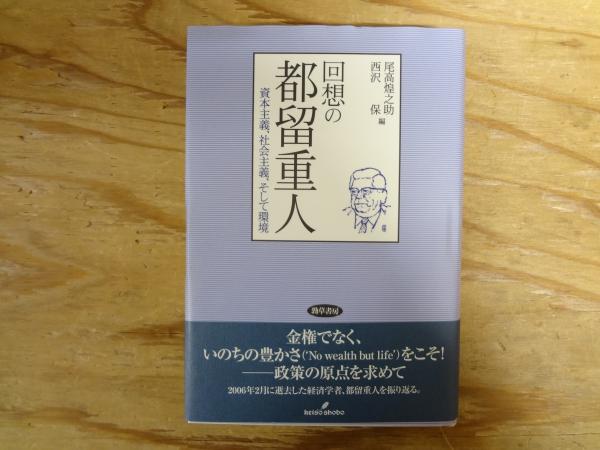 尾高煌之助
西沢 保 編
回想の
都留重人
資本主義、社会主義、そして環境
勁草書房
金権でなく、
いのちの豊かさ('No wealth but life')をこそ!
――政策の原点を求めて
2006年2月に逝去した経済学者、都留重人を振り返る。
keiso shobo